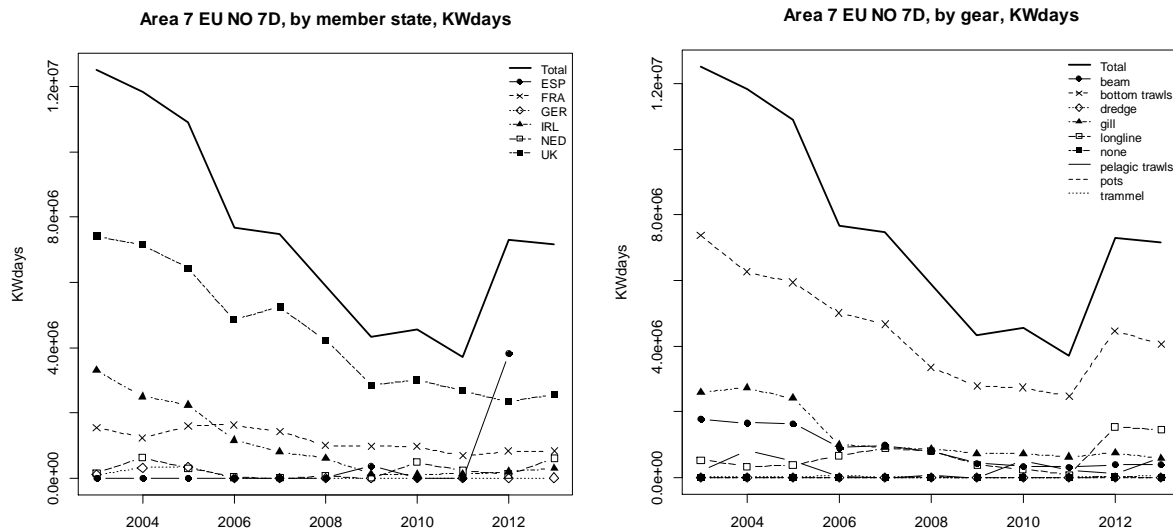 Area 7 EU NO 7D, by member state, KWdays
KWdays
0.0e+00
4.0e+06
8.0e+06
1.2e+07
2004
2006
2008
2010
2012
Total
ESP
FRA
GER
IRL
NED
UK
Area 7 EU NO 7D, by gear, KWdays
KWdays
0.0e+00
4.0e+06
8.0e+06
1.2e+07
2004
2006
2008
2010
2012
Total
beam
bottom trawls
dredge
gill
longline
none
pelagic trawls
pots
trammel